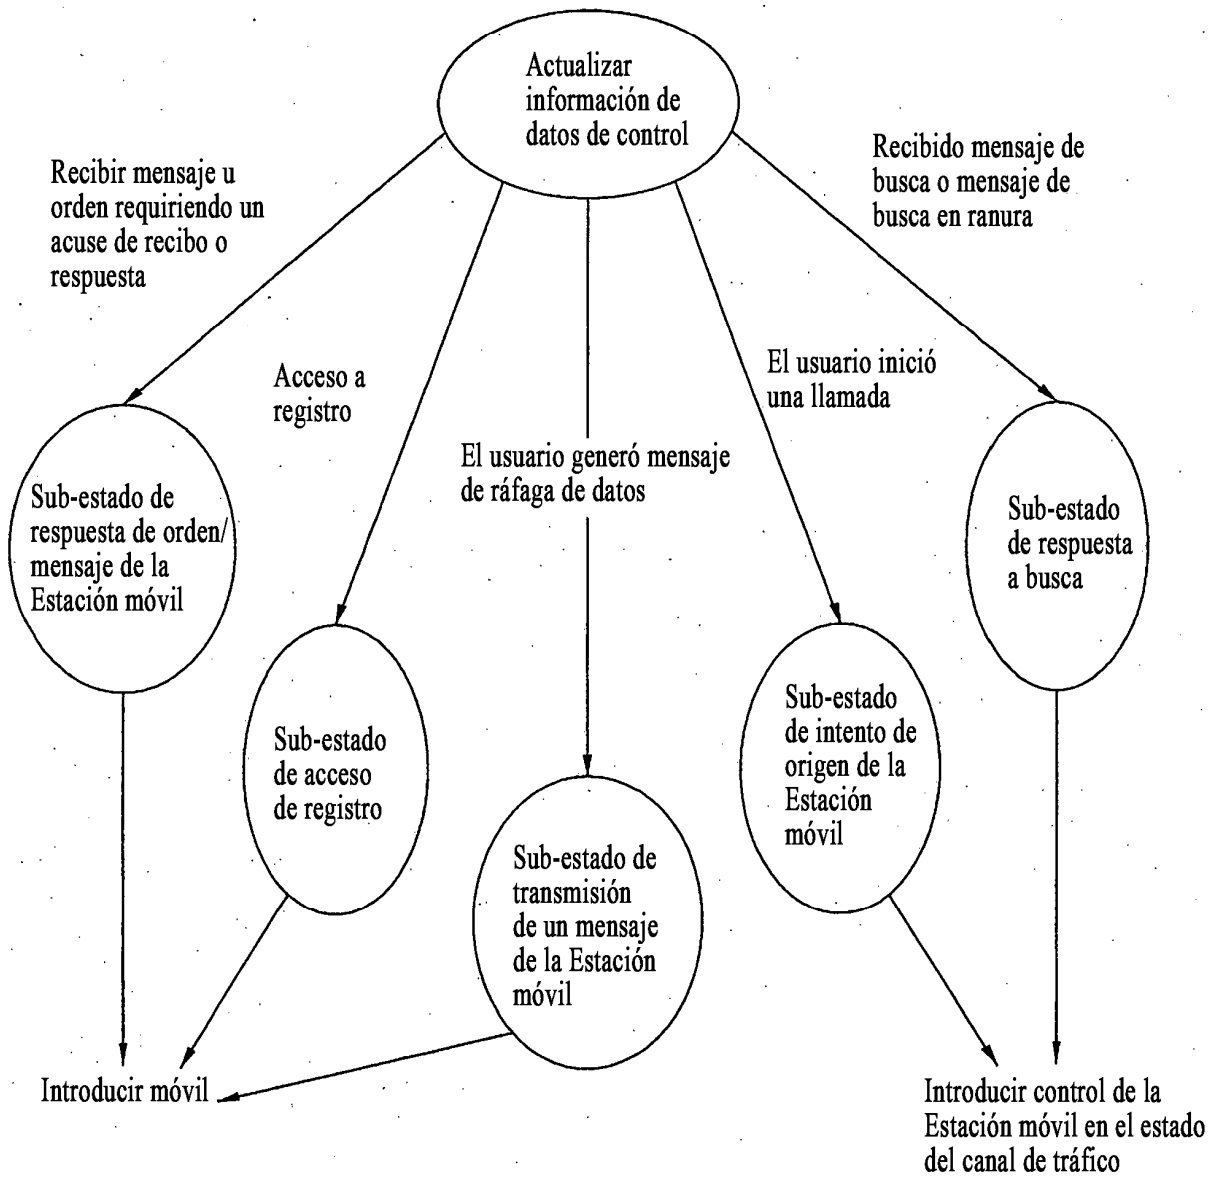 Actualizar
información de
datos de control
Recibir mensaje u
orden requiriendo un
acuse de recibo o
respuesta
Recibido mensaje de
busca o mensaje de
busca en ranura
Acceso a
registro
El usuario inició
una llamada
El usuario generó mensaje
de ráfaga de datos
Sub-estado de
respuesta de orden/
mensaje de la
Estación móvil
Sub-estado
de respuesta
a busca
Sub-estado
de acceso
de registro
Sub-estado
de intento de
origen de la
Estación
móvil
Sub-estado de
transmisión
de un mensaje
de la Estación
móvil
Introducir móvil
Introducir control de la
Estación móvil en el estado
del canal de tráfico